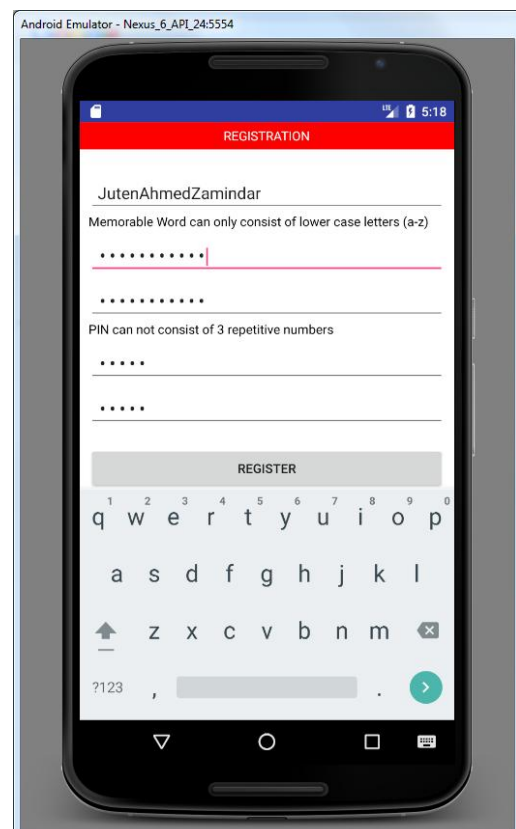 Android Emulator - Nexus_6_API_24:5554
LTE 5:18
REGISTRATION
JutenAhmedZamindar
Memorable Word can only consist of lower case letters (a-z)
•••••••••••
•••••••••••
PIN can not consist of 3 repetitive numbers
•••••
•••••
REGISTER
1 2 3 4 5 6 7 8 9 0
q w e r t y u i o p
a s d f g h j k l
z x c v b n m
?123 , .